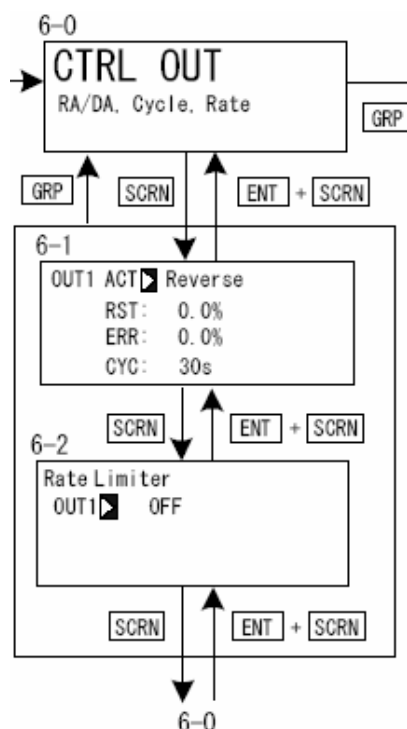 6-0
CTRL OUT
RA/DA, Cycle, Rate
GRP
GRP SCRN ENT + SCRN
6-1
OUT1 ACT Reverse
RST: 0.0%
ERR: 0.0%
CYC: 30s
SCRN ENT + SCRN
6-2
Rate Limiter
OUT1 OFF
SCRN ENT + SCRN
6-0